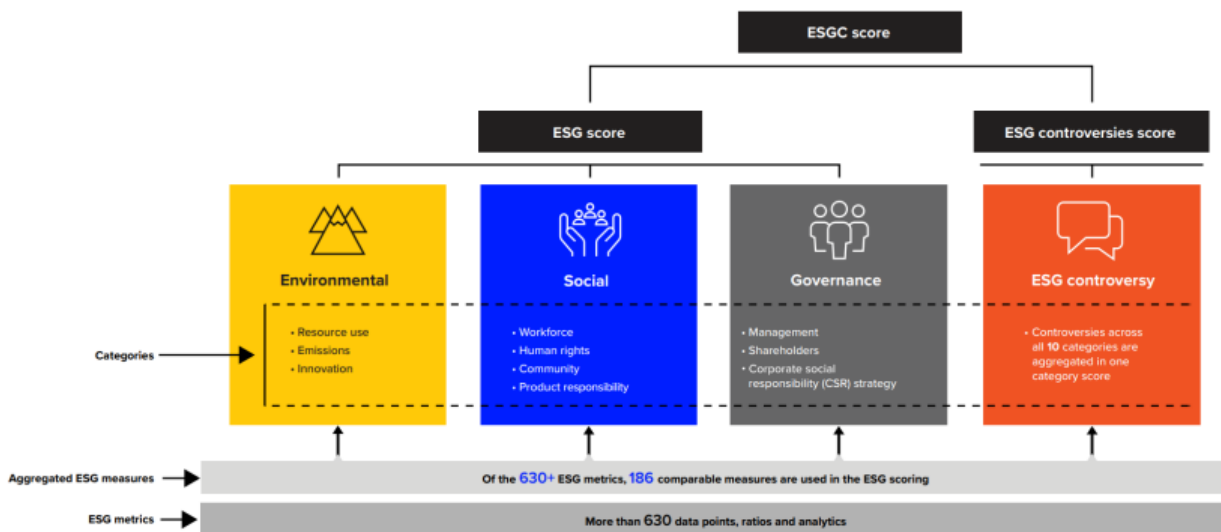 ESGC score
ESG score
ESG controversies score
Environmental
Social
Governance
ESG controversy
Categories
• Resource use
• Emissions
• Innovation
• Workforce
• Human rights
• Community
• Product responsibility
• Management
• Shareholders
• Corporate social
responsibility (CSR) strategy
• Controversies across
all 10 categories are
aggregated in one
category score
Aggregated ESG measures
Of the 630+ ESG metrics, 186 comparable measures are used in the ESG scoring
ESG metrics
More than 630 data points, ratios and analytics